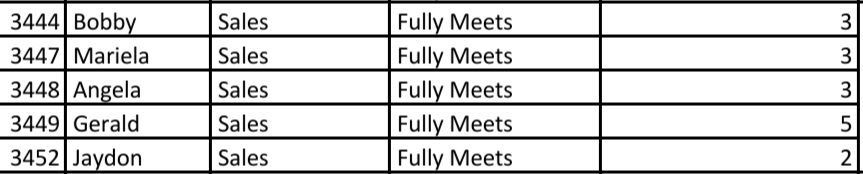 3444 Bobby Sales Fully Meets 3
3447 Mariela Sales Fully Meets 3
3448 Angela Sales Fully Meets 3
3449 Gerald Sales Fully Meets 5
3452 Jaydon Sales Fully Meets 2